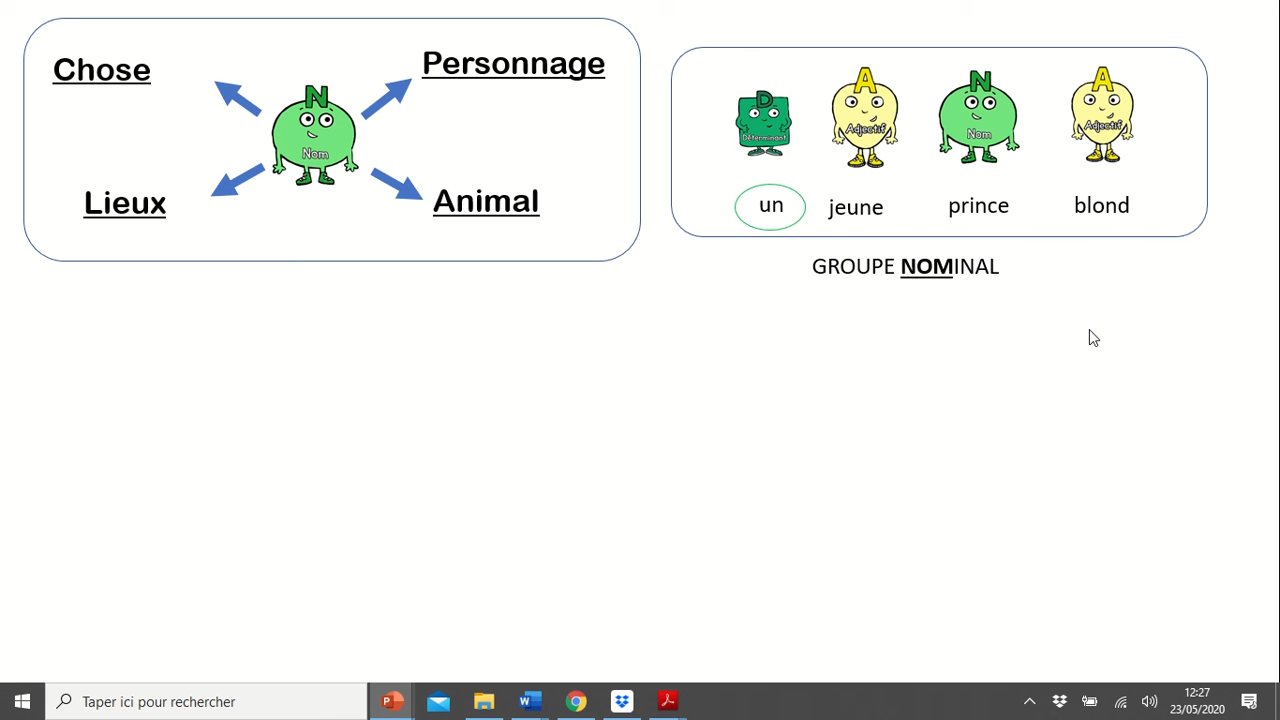 Chose
Personnage
N
Nom
Lieux
Animal
D
Déterminant
A
Adjectif
N
Nom
A
Adjectif
un jeune prince blond
GROUPE NOMINAL
Taper ici pour rechercher
12:27
23/05/2020